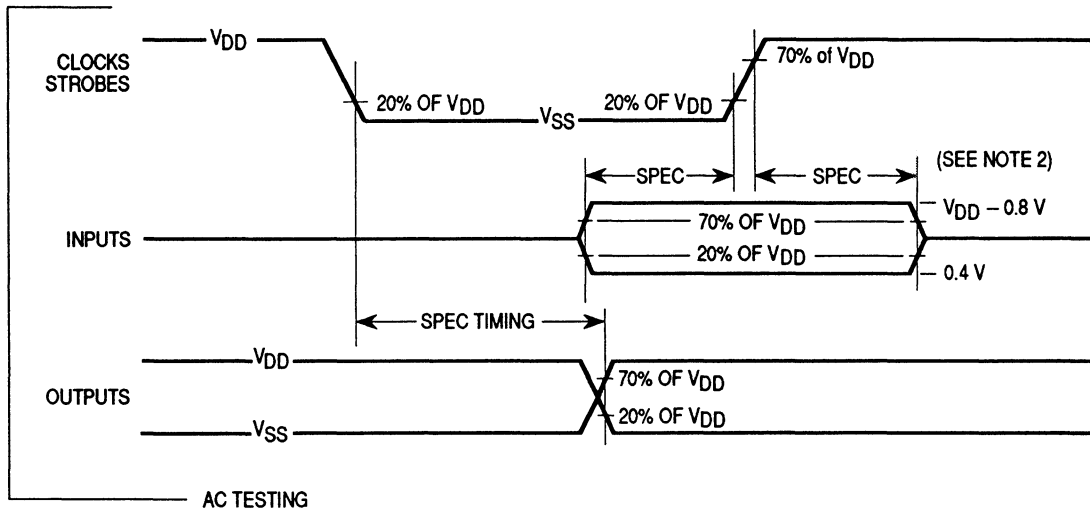 VDD
CLOCKS
STROBES
70% of VDD
20% OF VDD
VSS
20% OF VDD
(SEE NOTE 2)
SPEC
SPEC
VDD – 0.8 V
70% OF VDD
INPUTS
20% OF VDD
0.4 V
SPEC TIMING
VDD
70% OF VDD
OUTPUTS
20% OF VDD
VSS
AC TESTING